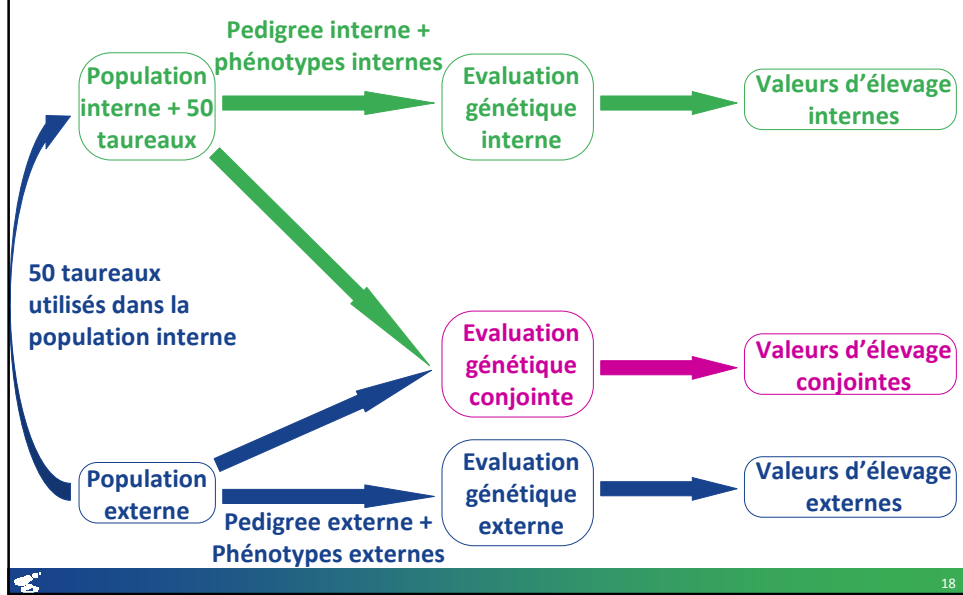 Pedigree interne +
phénotypes internes
Population
interne + 50
taureaux
Evaluation
génétique
interne
Valeurs d’élevage
internes
50 taureaux
utilisés dans la
population interne
Evaluation
génétique
conjointe
Valeurs d’élevage
conjointes
Population
externe
Pedigree externe +
Phénotypes externes
Evaluation
génétique
externe
Valeurs d’élevage
externes
18